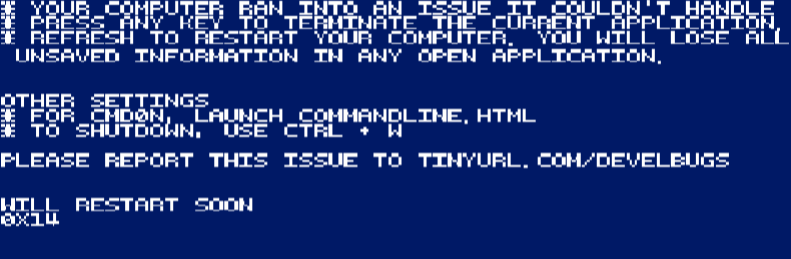 * YOUR COMPUTER RAN INTO AN ISSUE IT COULDN'T HANDLE
* PRESS ANY KEY TO TERMINATE THE CURRENT APPLICATION.
* REFRESH TO RESTART YOUR COMPUTER. YOU WILL LOSE ALL
UNSAVED INFORMATION IN ANY OPEN APPLICATION.
OTHER SETTINGS
* FOR CMD0N, LAUNCH COMMANDLINE.HTML
* TO SHUTDOWN, USE CTRL + W
PLEASE REPORT THIS ISSUE TO TINYURL.COM/DEVELBUGS
WILL RESTART SOON
0X14